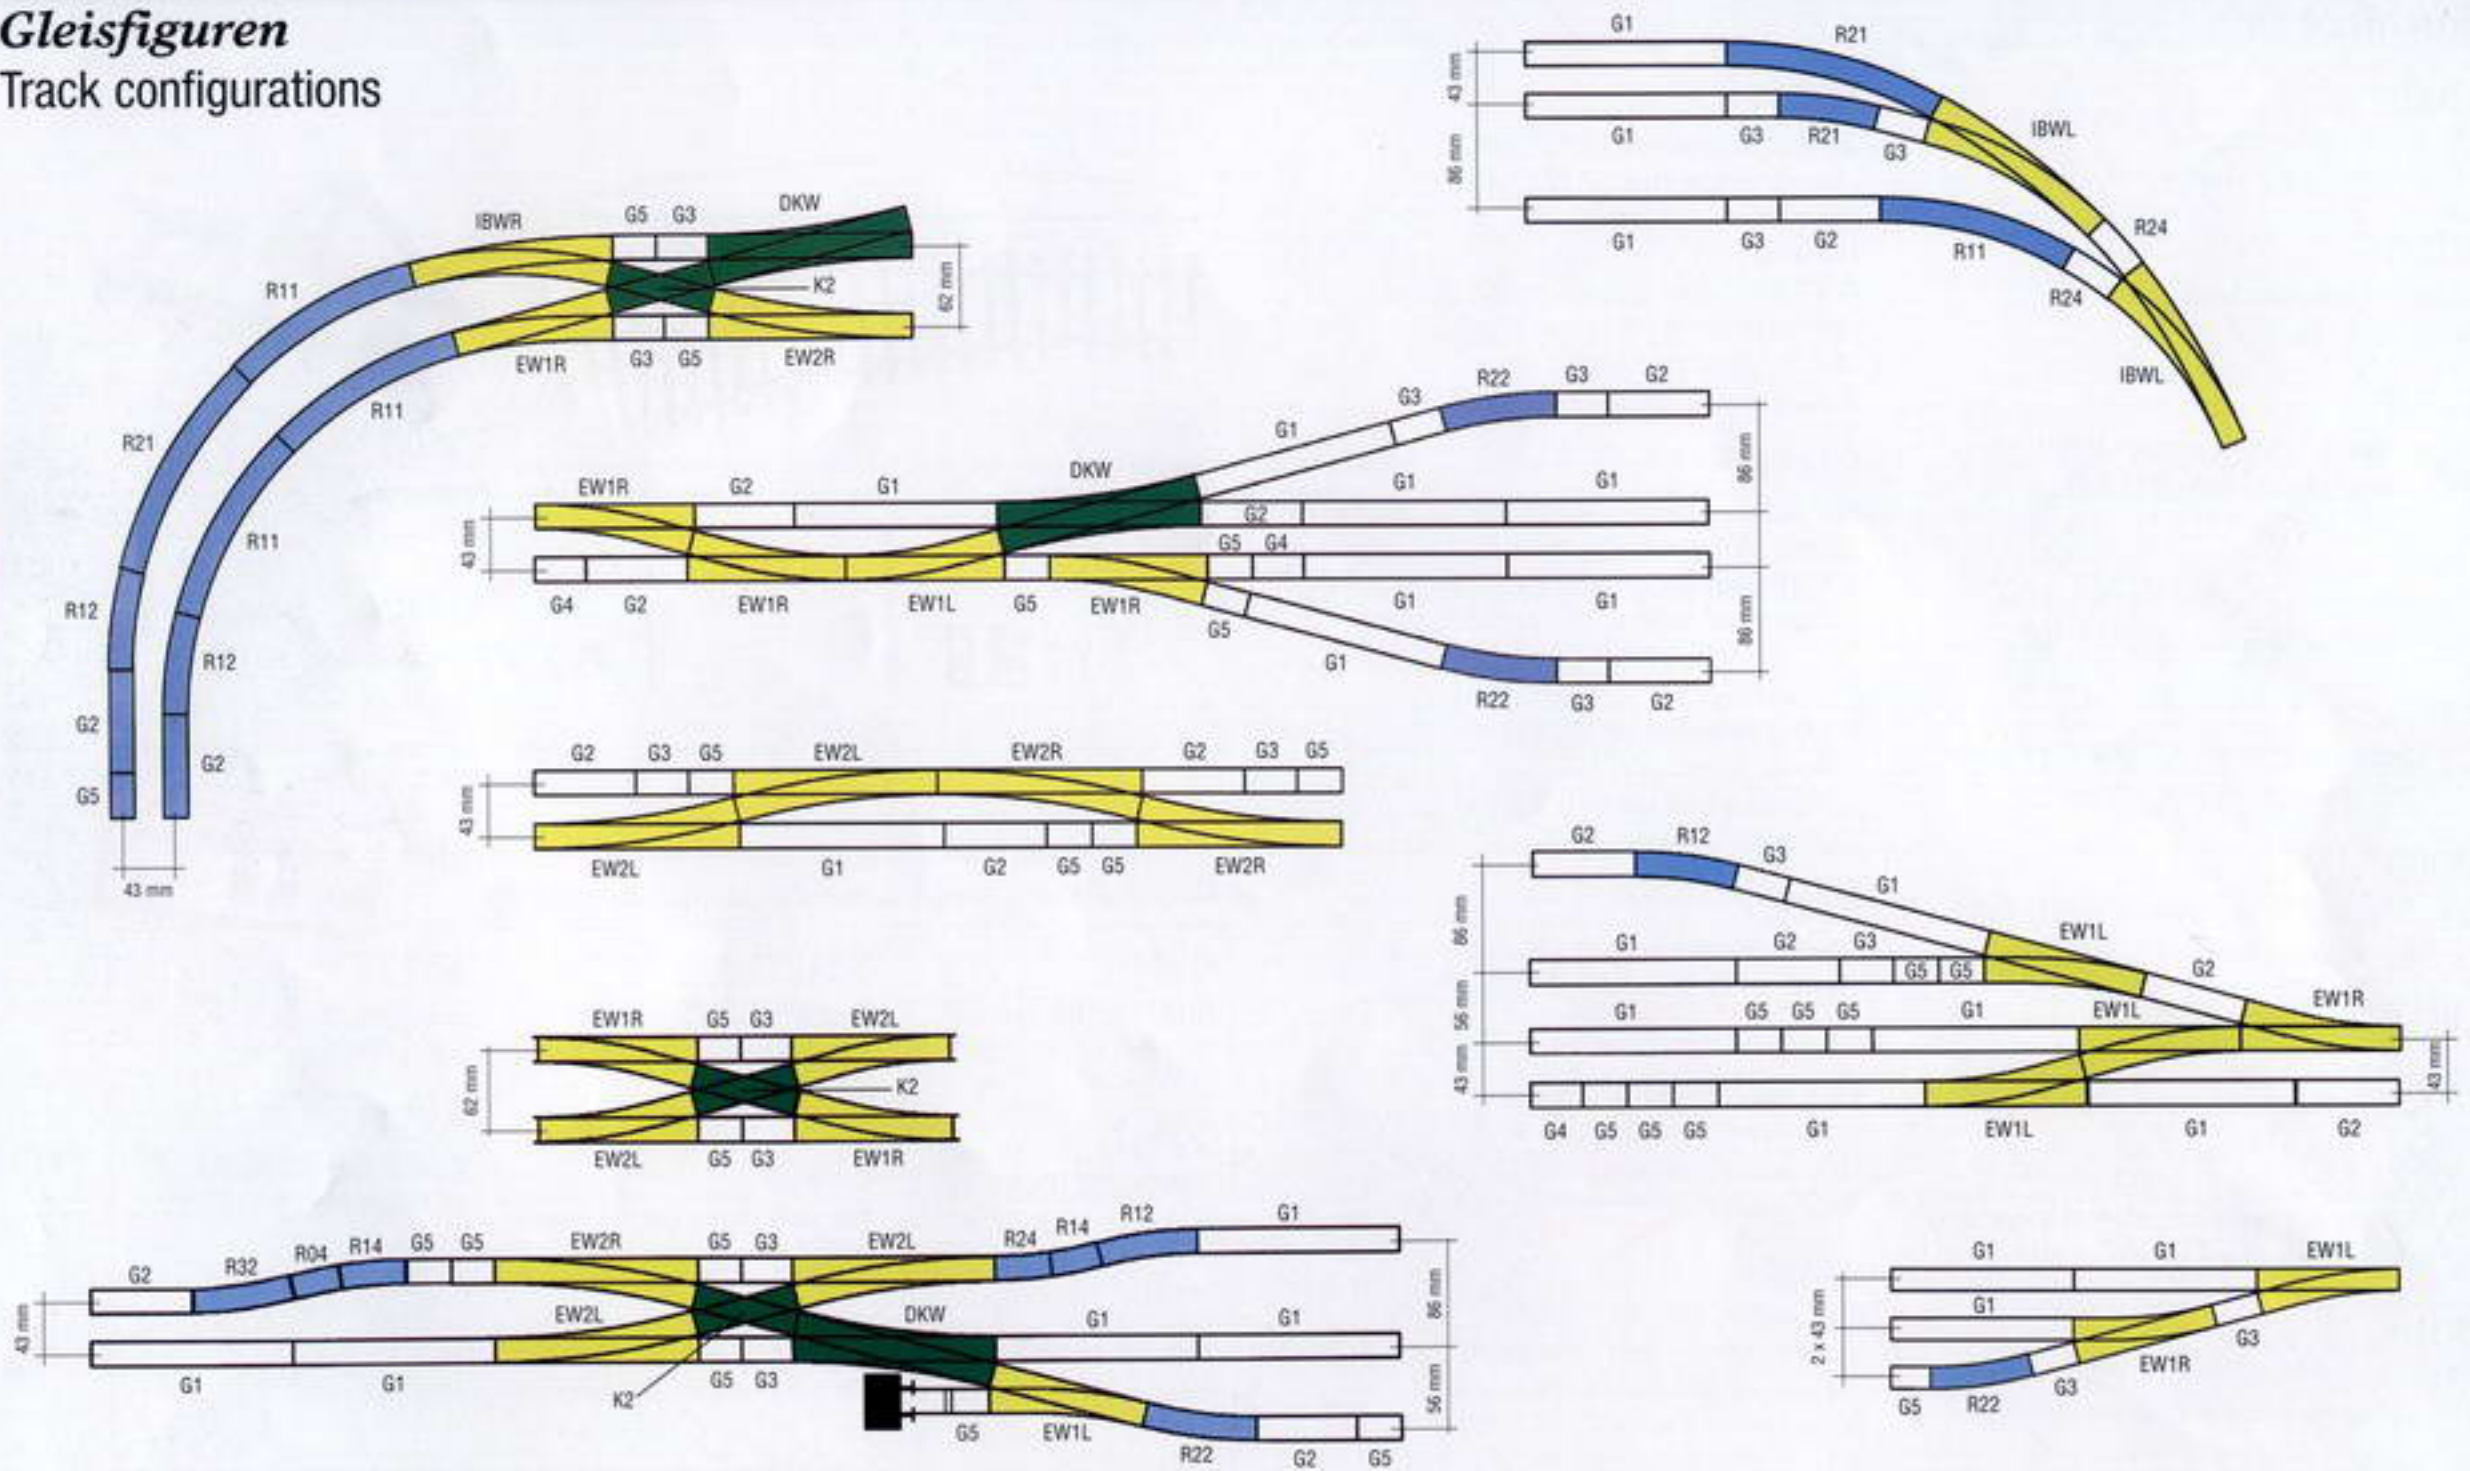 Gleisfiguren
Track configurations
IBWR G5 G3 DKW
R11
K2
62 mm
EW1R G3 G5 EW2R
R11
R21
R11
R12
R12
G2
G2
G5
43 mm
G1 R21
43 mm
IBWL
G1 G3 R21 G3
86 mm
R24
G1 G3 G2 R11
R24
IBWL
R22 G3 G2
G3
G1
DKW
86 mm
EW1R G2 G1 G1 G1
G2
43 mm
G5 G4
G4 G2 EW1R EW1L G5 EW1R G1 G1
G5
86 mm
G1
R22 G3 G2
G2 G3 G5 EW2L EW2R G2 G3 G5
43 mm
EW2L G1 G2 G5 G5 EW2R
G2 R12 G3
G1
86 mm
EW1L
G1 G2 G3
G5 G5
G2
56 mm
EW1R
G1 G5 G5 G5 G1 EW1L
43 mm
43 mm
G4 G5 G5 G5 G1 EW1L G1 G2
EW1R G5 G3 EW2L
62 mm
K2
EW2L G5 G3 EW1R
R12 G1
R24 R14
G2 R32 R04 R14 G5 G5 EW2R G5 G3 EW2L
86 mm
43 mm
EW2L DKW G1 G1
G1 G1 K2 G5 G3
56 mm
G5 EW1L
R22 G2 G5
G1 G1 EW1L
G1
2 x 43 mm
G3
EW1R
G5 R22 G3